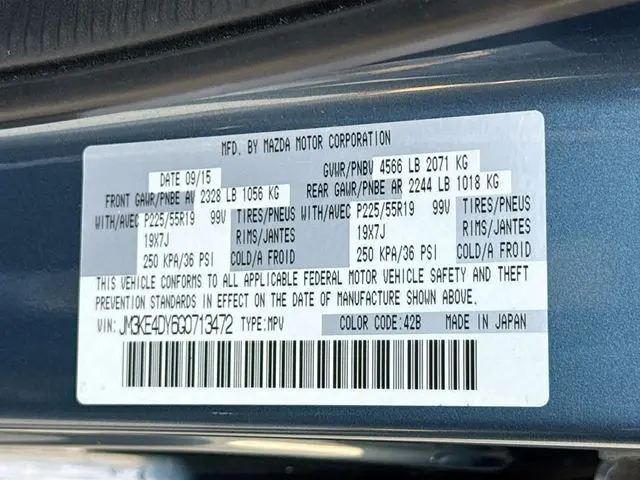 MFD. BY MAZDA MOTOR CORPORATION
DATE 09/15 GVWR/PNBV 4566 LB 2071 KG
FRONT GAWR/PNBE AV 2328 LB 1056 KG REAR GAWR/PNBE AR 2244 LB 1018 KG
WITH/AVEC P225/55R19 99V TIRES/PNEUS WITH/AVEC P225/55R19 99V TIRES/PNEUS
19X7J RIMS/JANTES 19X7J RIMS/JANTES
250 KPA/36 PSI COLD/A FROID 250 KPA/36 PSI COLD/A FROID
THIS VEHICLE CONFORMS TO ALL APPLICABLE FEDERAL MOTOR VEHICLE SAFETY AND THEFT
PREVENTION STANDARDS IN EFFECT ON THE DATE OF MANUFACTURE SHOWN ABOVE.
VIN: JM3KE4DY6G0713472 TYPE:MPV COLOR CODE:42B MADE IN JAPAN